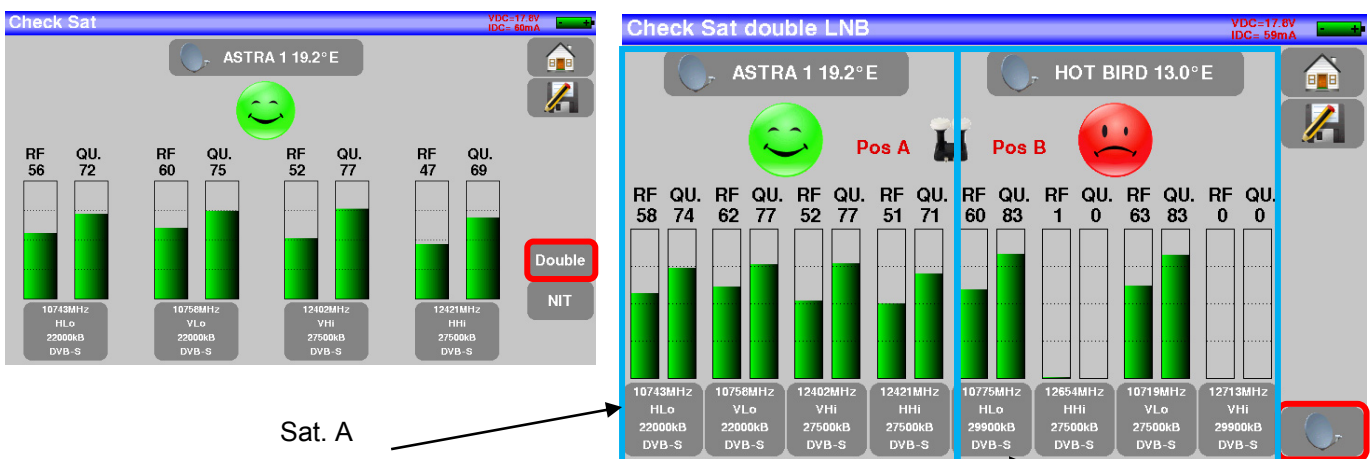 Check Sat
VDC=17.8V
IDC= 60mA
ASTRA 1 19.2°E
RF QU. RF QU. RF QU. RF QU.
56 72 60 75 52 77 47 69
Double
NIT
10743MHz 10758MHz 12402MHz 12421MHz
HLo VLo VHi HHi
22000kB 22000kB 27500kB 27500kB
DVB-S DVB-S DVB-S DVB-S
Sat. A
Check Sat double LNB
VDC=17.8V
IDC= 59mA
ASTRA 1 19.2°E HOT BIRD 13.0°E
Pos A Pos B
RF QU. RF QU. RF QU. RF QU. RF QU. RF QU. RF QU. RF QU.
58 74 62 77 52 77 51 71 60 83 1 0 63 83 0 0
10743MHz 10758MHz 12402MHz 12421MHz 10775MHz 12654MHz 10719MHz 12713MHz
HLo VLo VHi HHi HLo HHi VLo VHi
22000kB 22000kB 27500kB 27500kB 29900kB 27500kB 27500kB 29900kB
DVB-S DVB-S DVB-S DVB-S DVB-S DVB-S DVB-S DVB-S